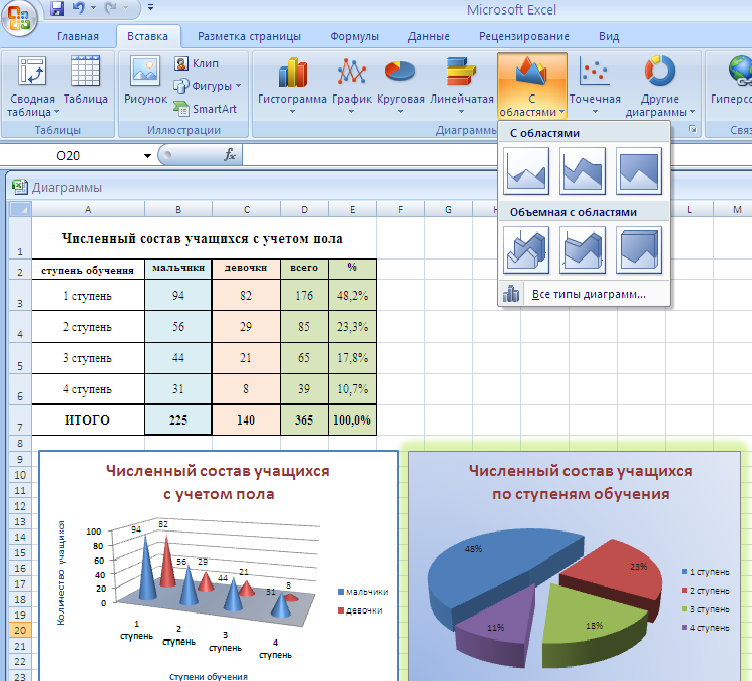 Microsoft Excel
Главная Вставка Разметка страницы Формулы Данные Рецензирование Вид
Сводная таблица
Таблица
Рисунок
Клип
Фигуры
SmartArt
Гистограмма
График
Круговая
Линейчатая
С областями
Точечная
Другие диаграммы
Таблицы
Иллюстрации
O20
fx
С областями
Объемная с областями
Все типы диаграмм...
Диаграммы
A B C D E F G H L M
1 Численный состав учащихся с учетом пола
2 ступень обучения мальчики девочки всего %
3 1 ступень 94 82 176 48,2%
4 2 ступень 56 29 85 23,3%
5 3 ступень 44 21 65 17,8%
6 4 ступень 31 8 39 10,7%
7 ИТОГО 225 140 365 100,0%
8
9
10
11
12
13
14
15
16
17
18
19
20
21
22
23
Численный состав учащихся
с учетом пола
Количество учащихся
100
80
60
40
20
0
94 82
56 29
44 21
31 8
1 ступень
2 ступень
3 ступень
4 ступень
Ступени обучения
мальчики
девочки
Численный состав учащихся
по ступеням обучения
48%
23%
18%
11%
1 ступень
2 ступень
3 ступень
4 ступень